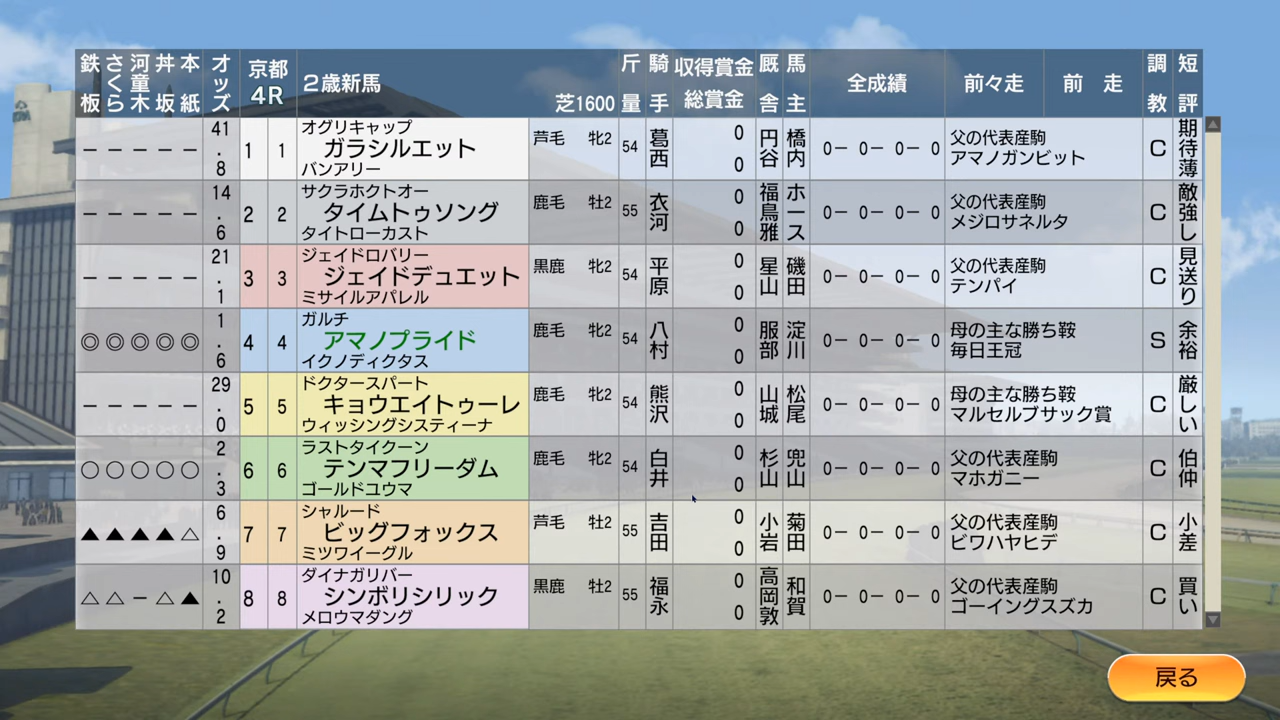 鉄板 さくら 河童木 丼坂 本紙 オッズ 京都4R 2歳新馬 芝1600 斤量 騎手 収得賞金 総賞金 厩舎 馬主 全成績 前々走 前 走 調教 短評
ーーーーー 41.8 1 1 オグリキャップ 芦毛 牝2 54 葛西 0 円谷 橋内 0- 0- 0- 0 父の代表産駒 C 期待薄
ガラシルエット
バンアリー 0 アマノガンビット
ーーーーー 14.6 2 2 サクラホクトオー 鹿毛 牡2 55 衣河 0 福鳥雅 ホース 0- 0- 0- 0 父の代表産駒 C 敵強し
タイムトゥソング
タイトローカスト 0 メジロサネルタ
ーーーーー 21.1 3 3 ジェイドロバリー 黒鹿 牝2 54 平原 0 星山 磯田 0- 0- 0- 0 父の代表産駒 C 見送り
ジェイドデュエット
ミサイルアパレル 0 テンパイ
◎◎◎◎◎ 1.6 4 4 ガルチ 鹿毛 牝2 54 八村 0 服部 淀川 0- 0- 0- 0 母の主な勝ち鞍 S 余裕
アマノプライド
イクノディクタス 0 毎日王冠
ーーーーー 29.0 5 5 ドクタースパート 鹿毛 牝2 54 熊沢 0 山城 松尾 0- 0- 0- 0 母の主な勝ち鞍 C 厳しい
キョウエイトゥーレ
ウィッシングシスティーナ 0 マルセルブサック賞
○○○○○ 2.3 6 6 ラストタイクーン 鹿毛 牝2 54 白井 0 杉山 兜山 0- 0- 0- 0 父の代表産駒 C 伯仲
テンマフリーダム
ゴールドユウマ 0 マホガニー
▲▲▲▲△ 6.9 7 7 シャルード 芦毛 牡2 55 吉田 0 小岩 菊田 0- 0- 0- 0 父の代表産駒 C 小差
ビッグフォックス
ミツワイーグル 0 ビワハヤヒデ
△△ー△▲ 10.2 8 8 ダイナガリバー 黒鹿 牡2 55 福永 0 高岡敦 和賀 0- 0- 0- 0 父の代表産駒 C 買い
シンボリシリック
メロウマダング 0 ゴーイングスズカ
戻る